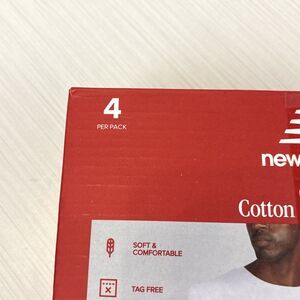 4
PER PACK
new
Cotton
SOFT &
COMFORTABLE
TAG FREE